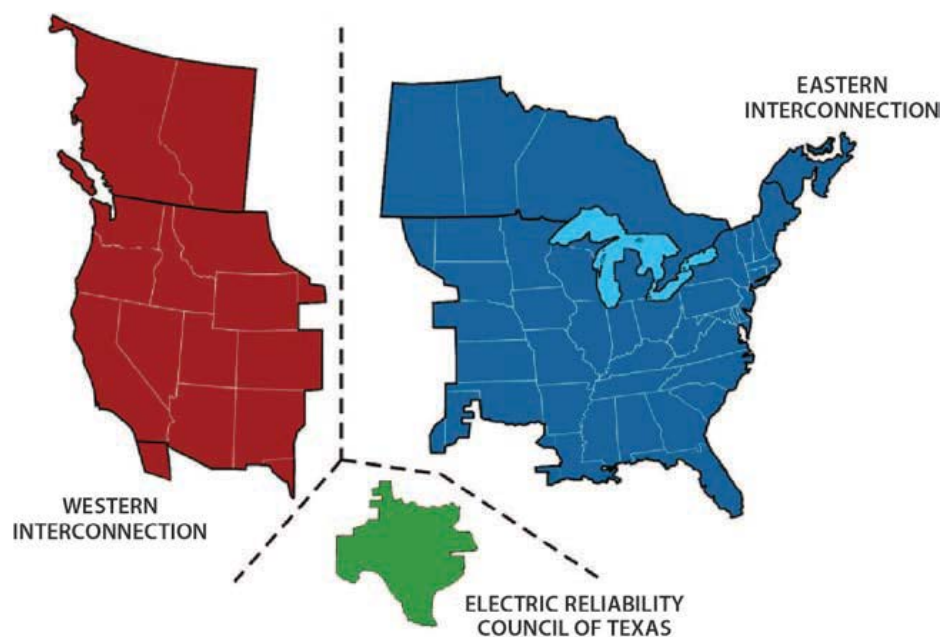 EASTERN
INTERCONNECTION
WESTERN
INTERCONNECTION
ELECTRIC RELIABILITY
COUNCIL OF TEXAS